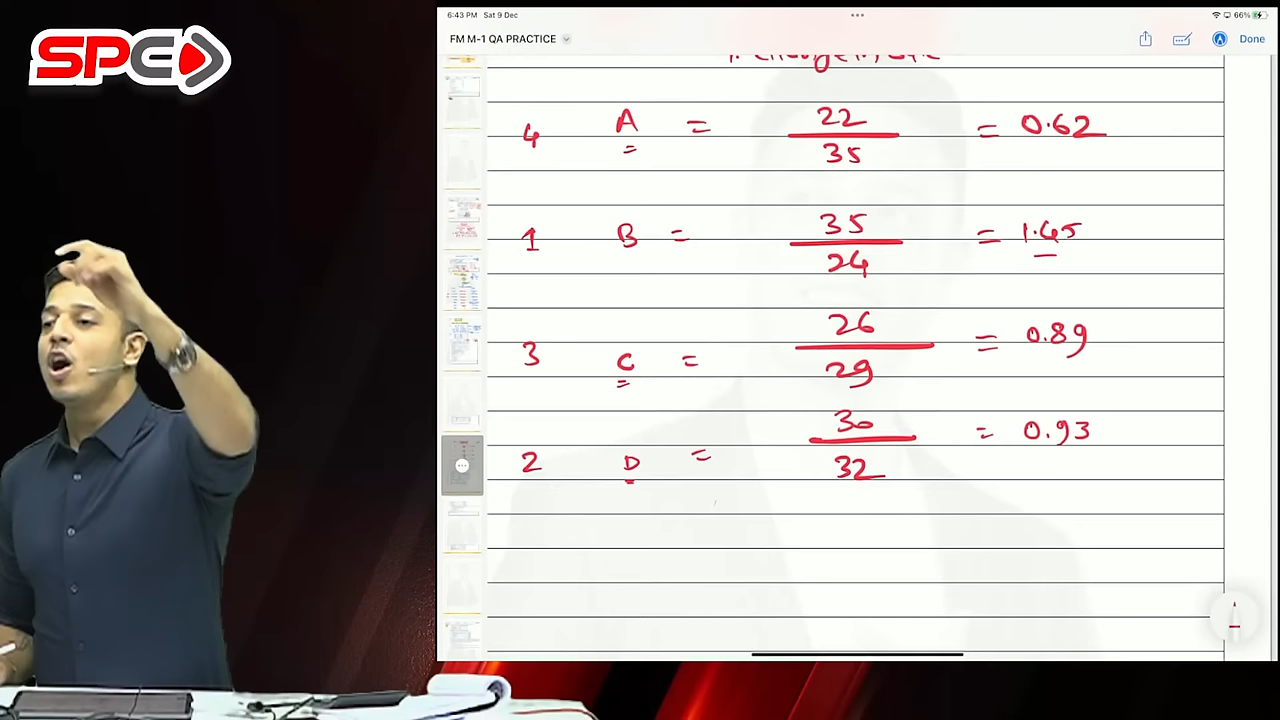 SPC
6:43 PM Sat 9 Dec
66%
FM M-1 QA PRACTICE
Done
4 A = 22/35 = 0.62
1 B = 35/24 = 1.45
3 C = 26/29 = 0.89
2 D = 30/32 = 0.93